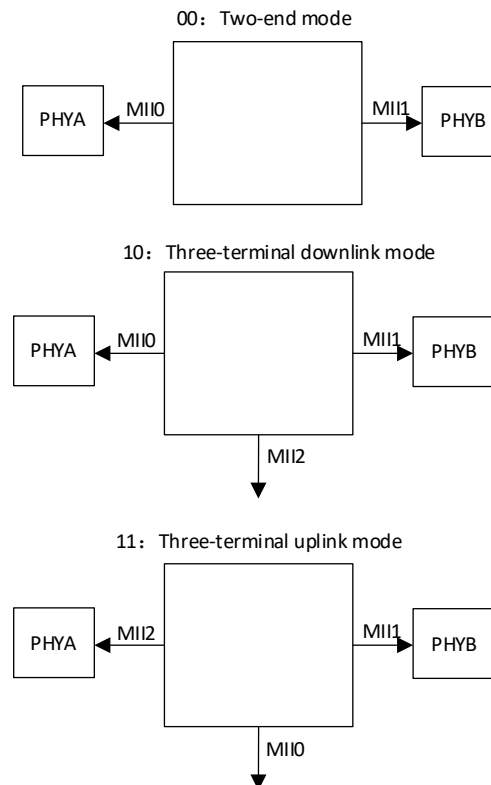 00：Two-end mode
PHYA
MII0
MII1
PHYB
10：Three-terminal downlink mode
PHYA
MII0
MII1
PHYB
MII2
11：Three-terminal uplink mode
PHYA
MII2
MII1
PHYB
MII0